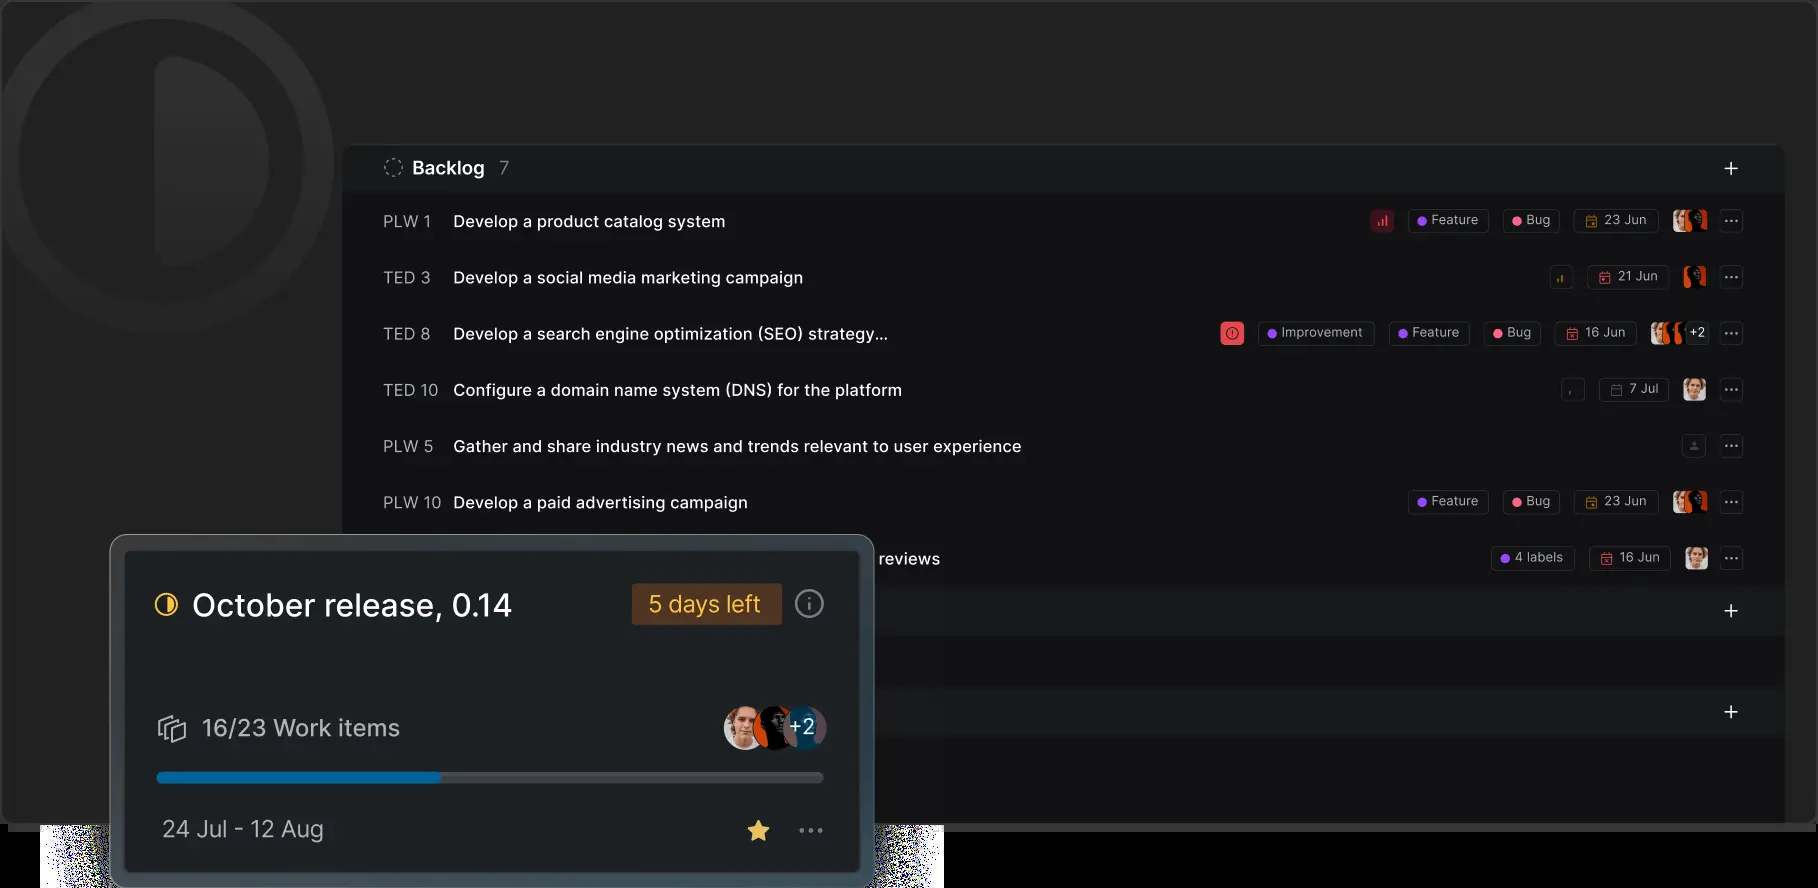 Backlog 7
PLW 1 Develop a product catalog system Feature Bug 23 Jun
TED 3 Develop a social media marketing campaign 21 Jun
TED 8 Develop a search engine optimization (SEO) strategy... Improvement Feature Bug 16 Jun +2
TED 10 Configure a domain name system (DNS) for the platform 7 Jul
PLW 5 Gather and share industry news and trends relevant to user experience
PLW 10 Develop a paid advertising campaign Feature Bug 23 Jun
reviews 4 labels 16 Jun
October release, 0.14 5 days left
16/23 Work items +2
24 Jul - 12 Aug